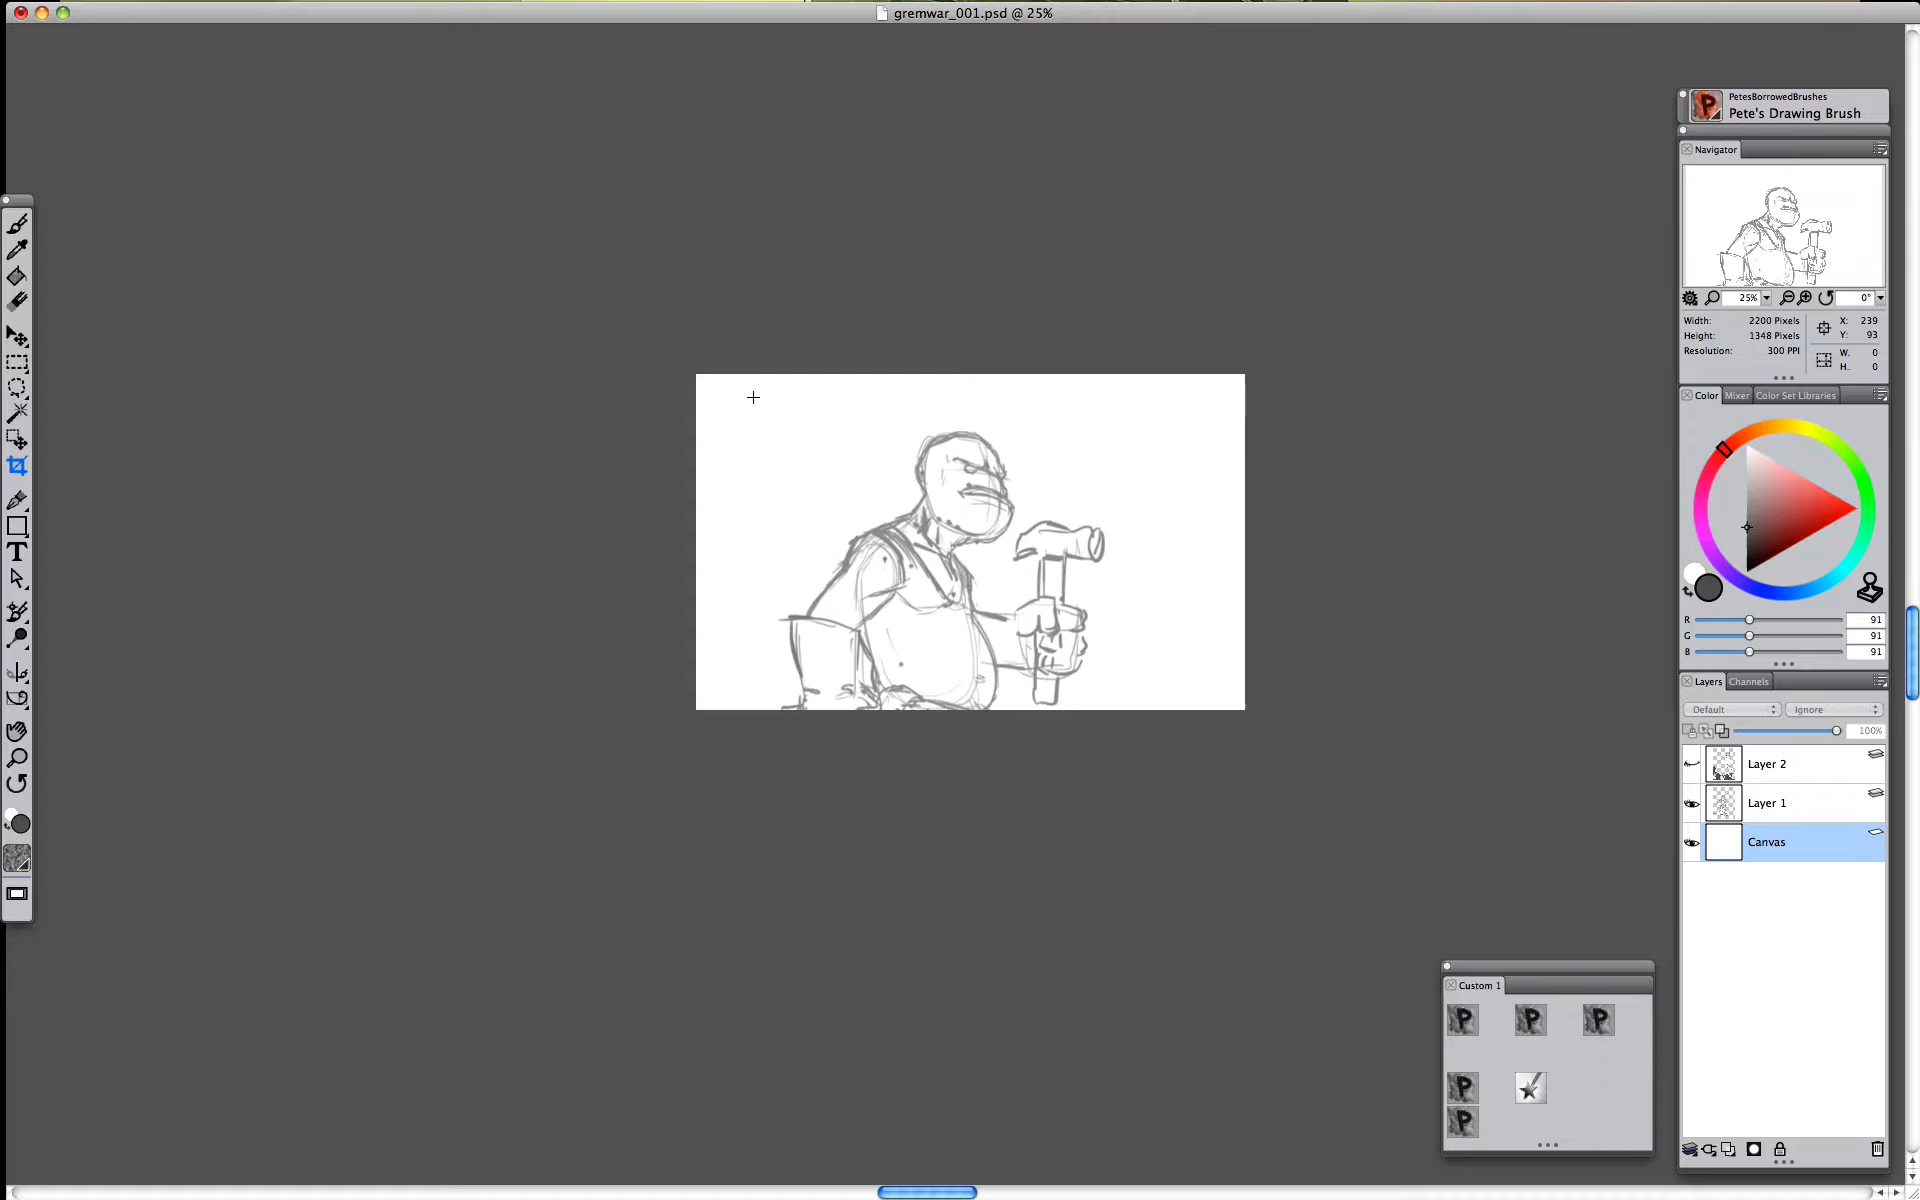 gremwar_001.psd @ 25%
PetesBorrowedBrushes
Pete's Drawing Brush
Navigator
25% 0°
Width: 2200 Pixels X: 239
Height: 1348 Pixels Y: 93
Resolution: 300 PPI W. 0
H.. 0
Color Mixer Color Set Libraries
R 91
G 91
B 91
Layers Channels
Default Ignore
100%
Layer 2
Layer 1
Canvas
Custom 1
P P P
P
P
T